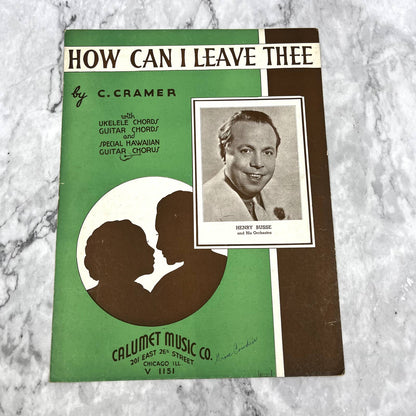 HOW CAN I LEAVE THEE
by C. CRAMER
with
UKELELE CHORDS
GUITAR CHORDS
and
SPECIAL HAWAIIAN
GUITAR CHORUS
HENRY BUSSE
and His Orchestra
CALUMET MUSIC CO.
201 EAST 26th STREET
CHICAGO ILL
V 1151